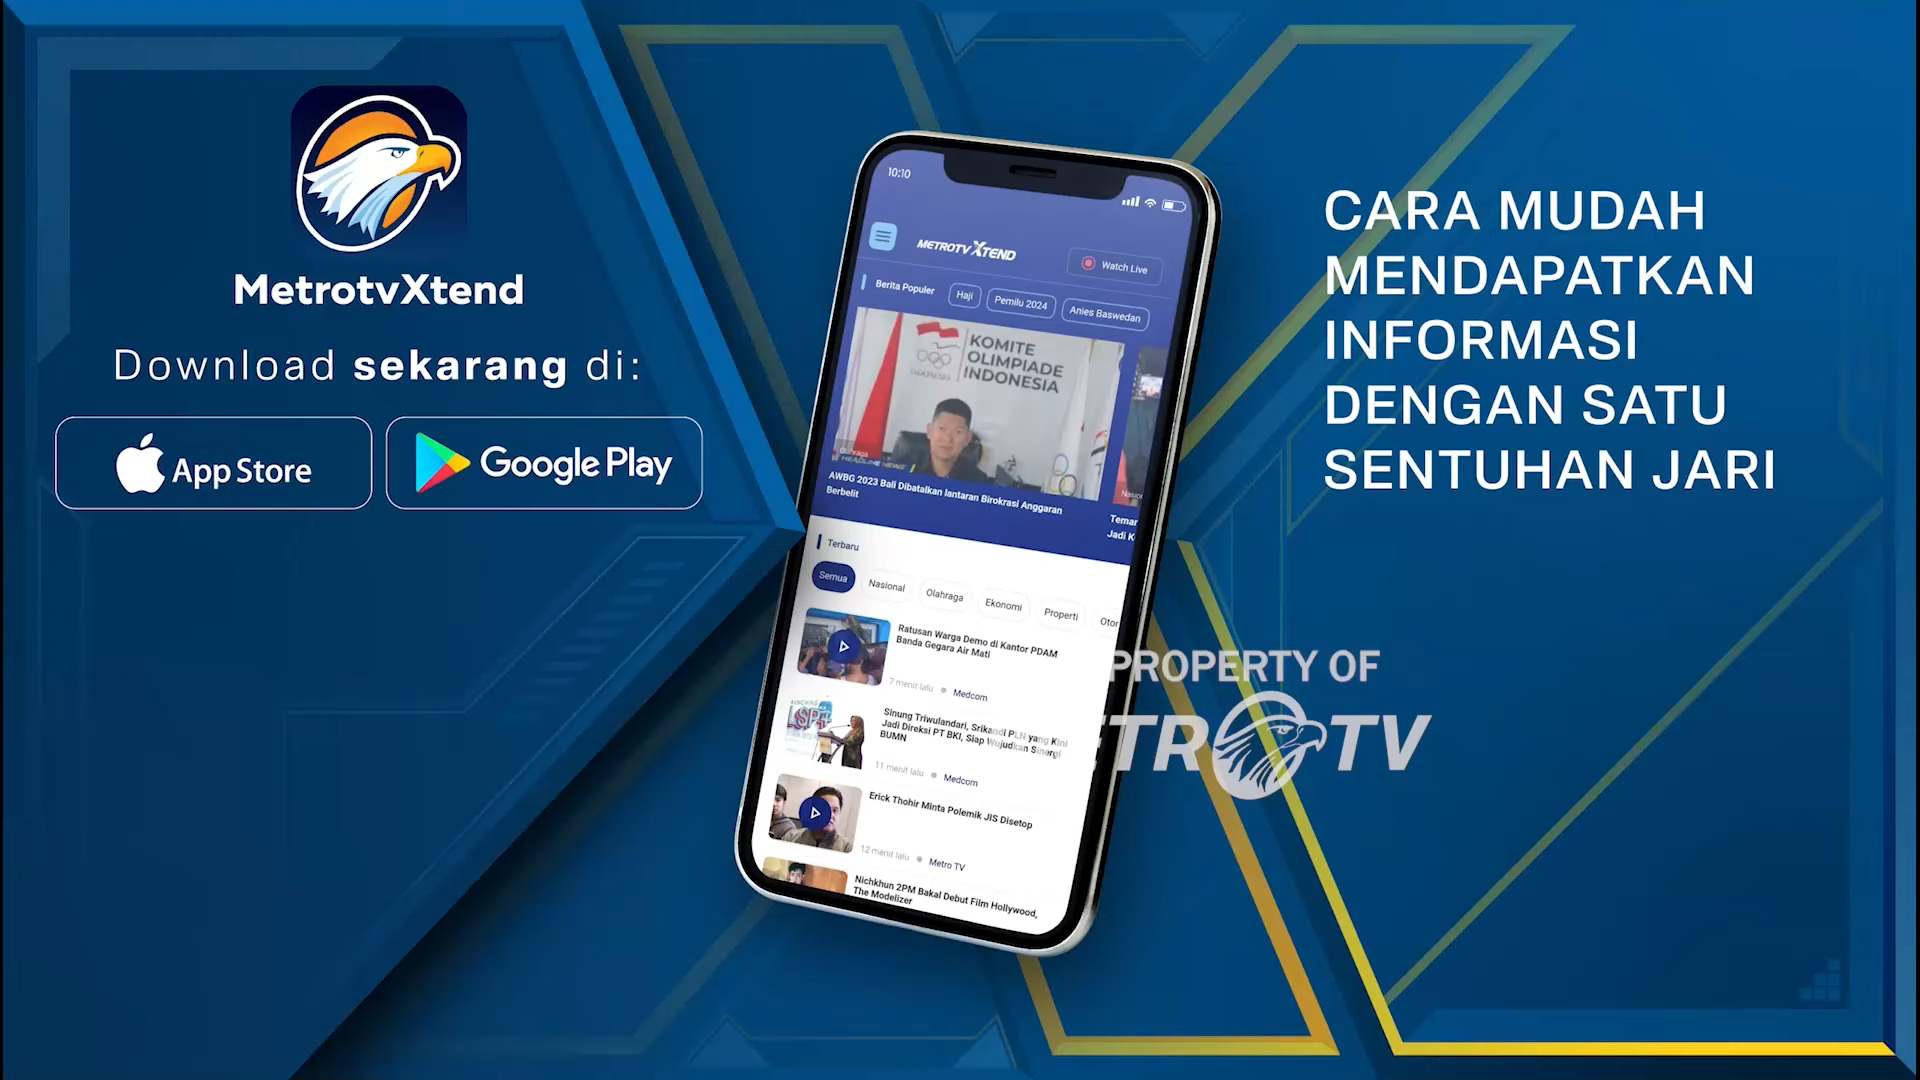 MetrotvXtend
Download sekarang di:
App Store
Google Play
10:10
METROTV XTEND
Watch Live
Berita Populer
Haji
Pemilu 2024
Anies Baswedan
KOMITE
OLIMPIADE
INDONESIA
INDONESIA
Olahraga
HEADLINE NEWS
AWBG 2023 Bali Dibatalkan lantaran Birokrasi Anggaran
Berbelit
Terbaru
Semua
Nasional
Olahraga
Ekonomi
Properti
Ratusan Warga Demo di Kantor PDAM
Banda Gegara Air Mati
7 menit lalu
Medcom
Sinung Triwulandari, Srikandi PLN yang Kini
Jadi Direksi PT BKI, Siap Wujudkan Sinergi
BUMN
11 menit lalu
Medcom
Erick Thohir Minta Polemik JIS Disetop
12 menit lalu
Metro TV
Nichkhun 2PM Bakal Debut Film Hollywood,
The Modelizer
CARA MUDAH
MENDAPATKAN
INFORMASI
DENGAN SATU
SENTUHAN JARI
PROPERTY OF
ETR TV